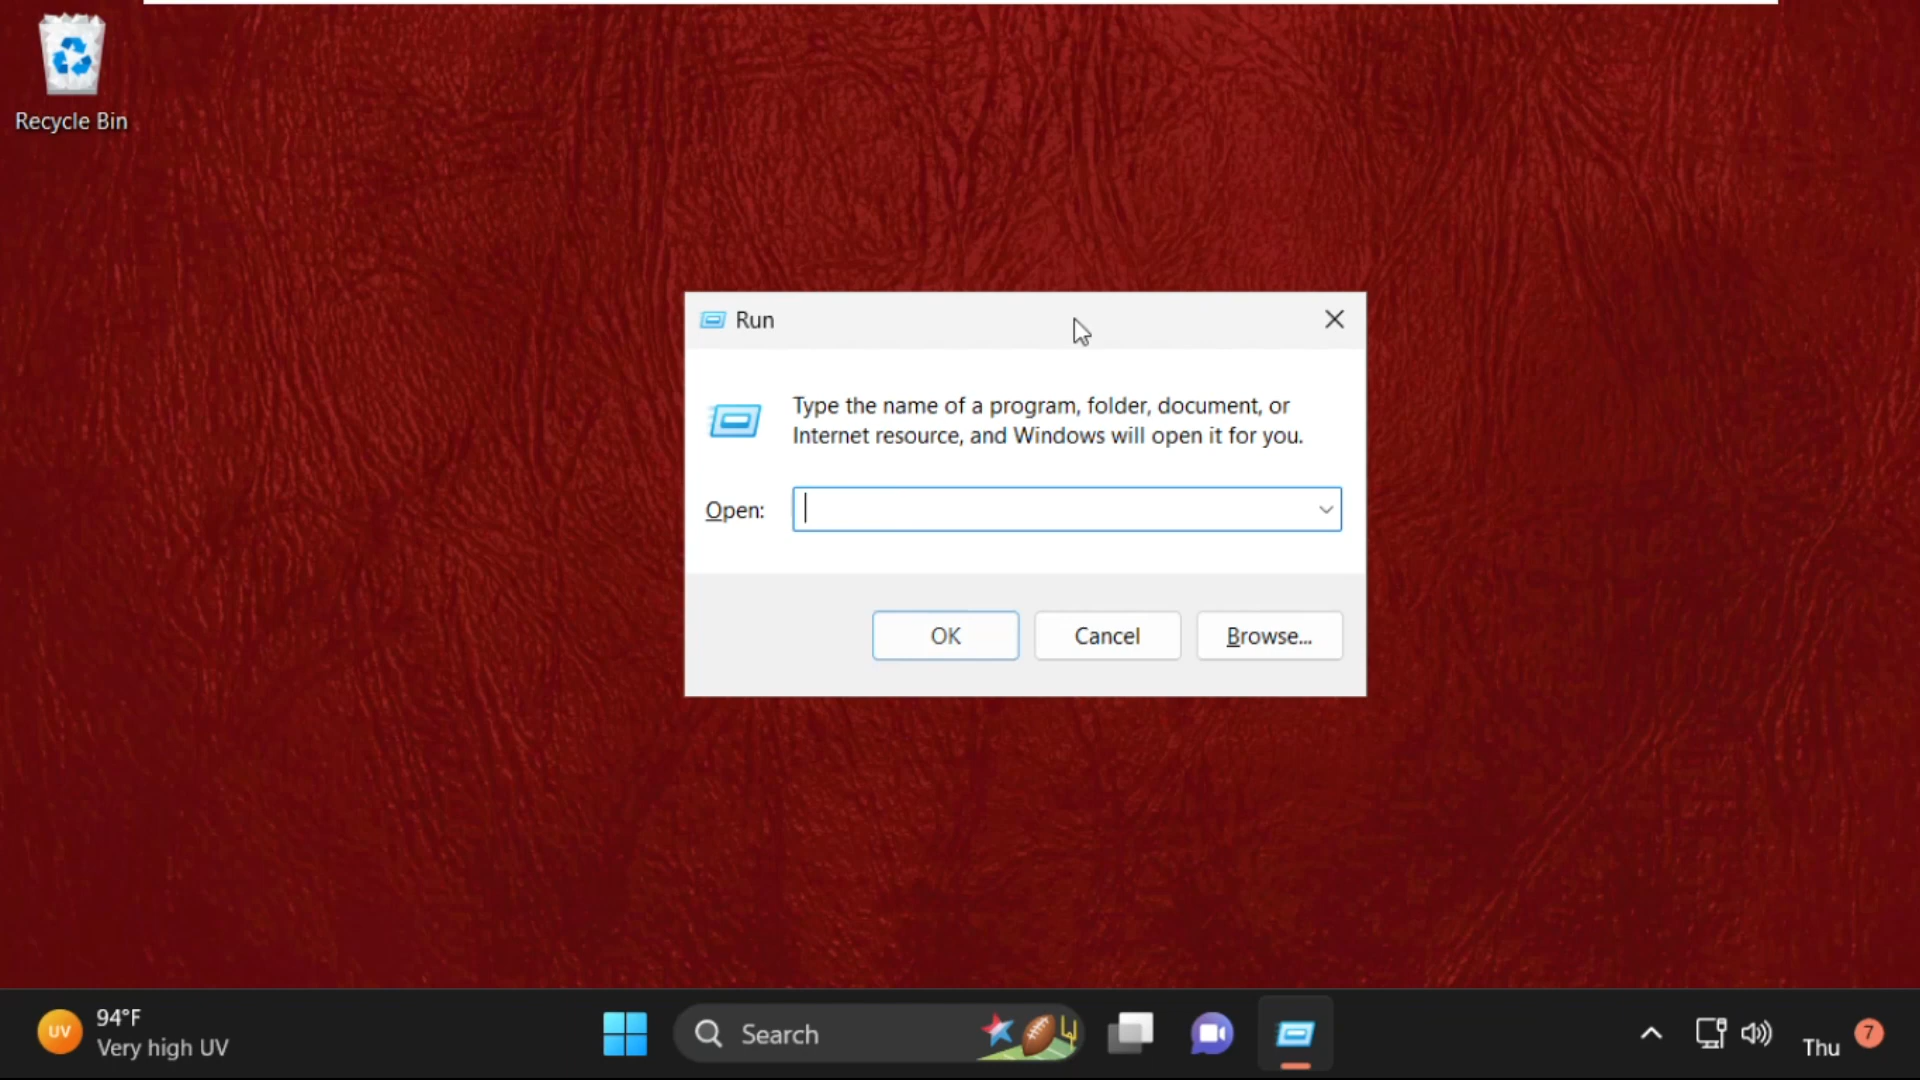 Recycle Bin
Run
Type the name of a program, folder, document, or
Internet resource, and Windows will open it for you.
Open:
OK
Cancel
Browse...
UV
94°F
Very high UV
Search
Thu
7